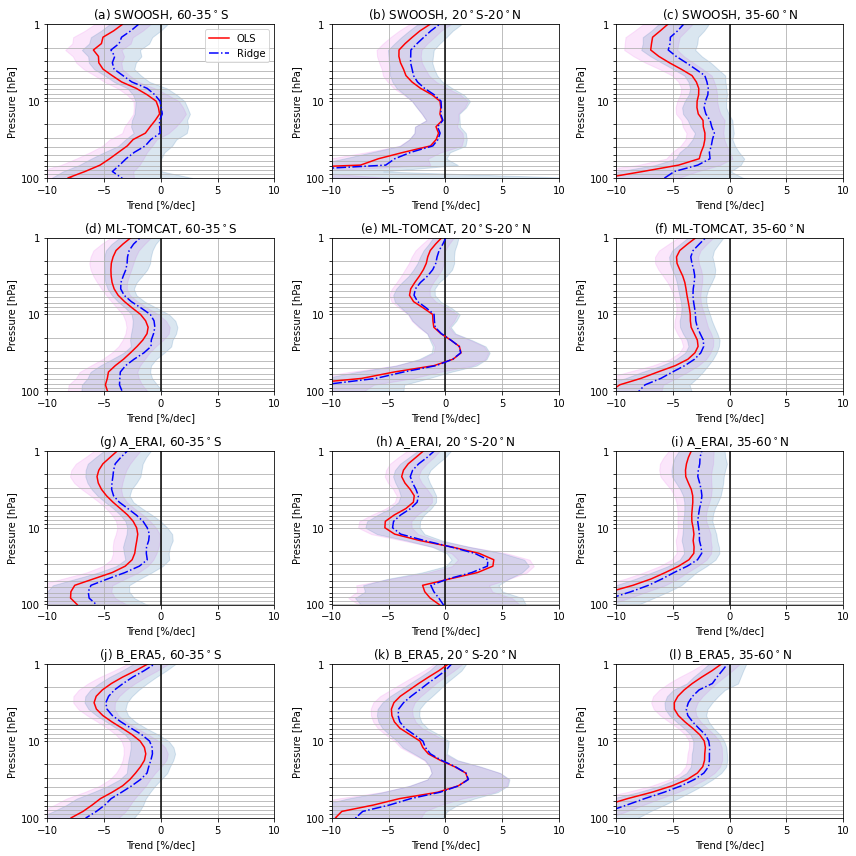 (a) SWOOSH, 60-35°S
(b) SWOOSH, 20°S-20°N
(c) SWOOSH, 35-60°N
OLS
Ridge
1
10
100
Pressure [hPa]
−10 −5 0 5 10
Trend [%/dec]
1
10
100
Pressure [hPa]
−10 −5 0 5 10
Trend [%/dec]
1
10
100
Pressure [hPa]
−10 −5 0 5 10
Trend [%/dec]
(d) ML-TOMCAT, 60-35°S
(e) ML-TOMCAT, 20°S-20°N
(f) ML-TOMCAT, 35-60°N
1
10
100
Pressure [hPa]
−10 −5 0 5 10
Trend [%/dec]
1
10
100
Pressure [hPa]
−10 −5 0 5 10
Trend [%/dec]
1
10
100
Pressure [hPa]
−10 −5 0 5 10
Trend [%/dec]
(g) A_ERAI, 60-35°S
(h) A_ERAI, 20°S-20°N
(i) A_ERAI, 35-60°N
1
10
100
Pressure [hPa]
−10 −5 0 5 10
Trend [%/dec]
1
10
100
Pressure [hPa]
−10 −5 0 5 10
Trend [%/dec]
1
10
100
Pressure [hPa]
−10 −5 0 5 10
Trend [%/dec]
(j) B_ERA5, 60-35°S
(k) B_ERA5, 20°S-20°N
(l) B_ERA5, 35-60°N
1
10
100
Pressure [hPa]
−10 −5 0 5 10
Trend [%/dec]
1
10
100
Pressure [hPa]
−10 −5 0 5 10
Trend [%/dec]
1
10
100
Pressure [hPa]
−10 −5 0 5 10
Trend [%/dec]